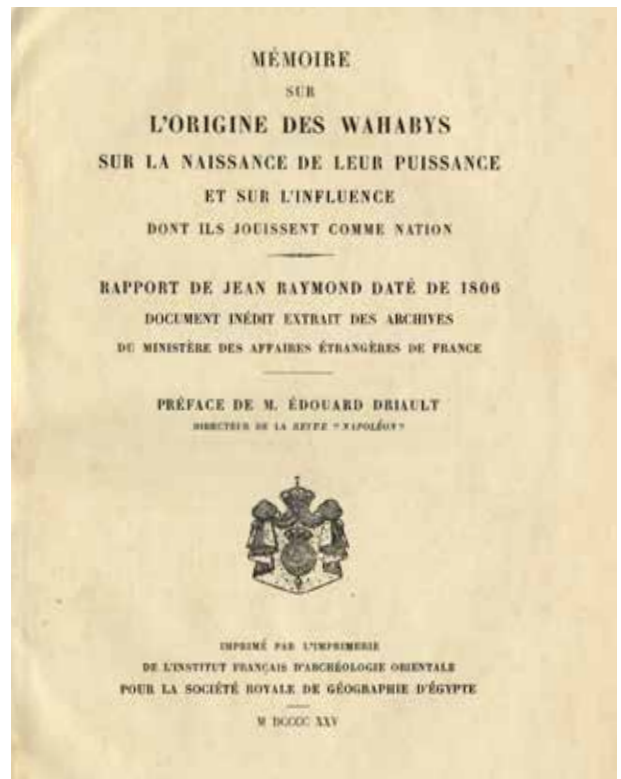 MÉMOIRE
SUR
L'ORIGINE DES WAHABYS
SUR LA NAISSANCE DE LEUR PUISSANCE
ET SUR L'INFLUENCE
DONT ILS JOUISSENT COMME NATION
RAPPORT DE JEAN RAYMOND DATÉ DE 1806
DOCUMENT INÉDIT EXTRAIT DES ARCHIVES
DU MINISTÈRE DES AFFAIRES ÉTRANGÈRES DE FRANCE
PRÉFACE DE M. ÉDOUARD DRIAULT
DIRECTEUR DE LA REVUE "NAPOLÉON"
IMPRIMÉ PAR L'IMPRIMERIE
DE L'INSTITUT FRANÇAIS D'ARCHÉOLOGIE ORIENTALE
POUR LA SOCIÉTÉ ROYALE DE GÉOGRAPHIE D'ÉGYPTE
M DCCCC XXV